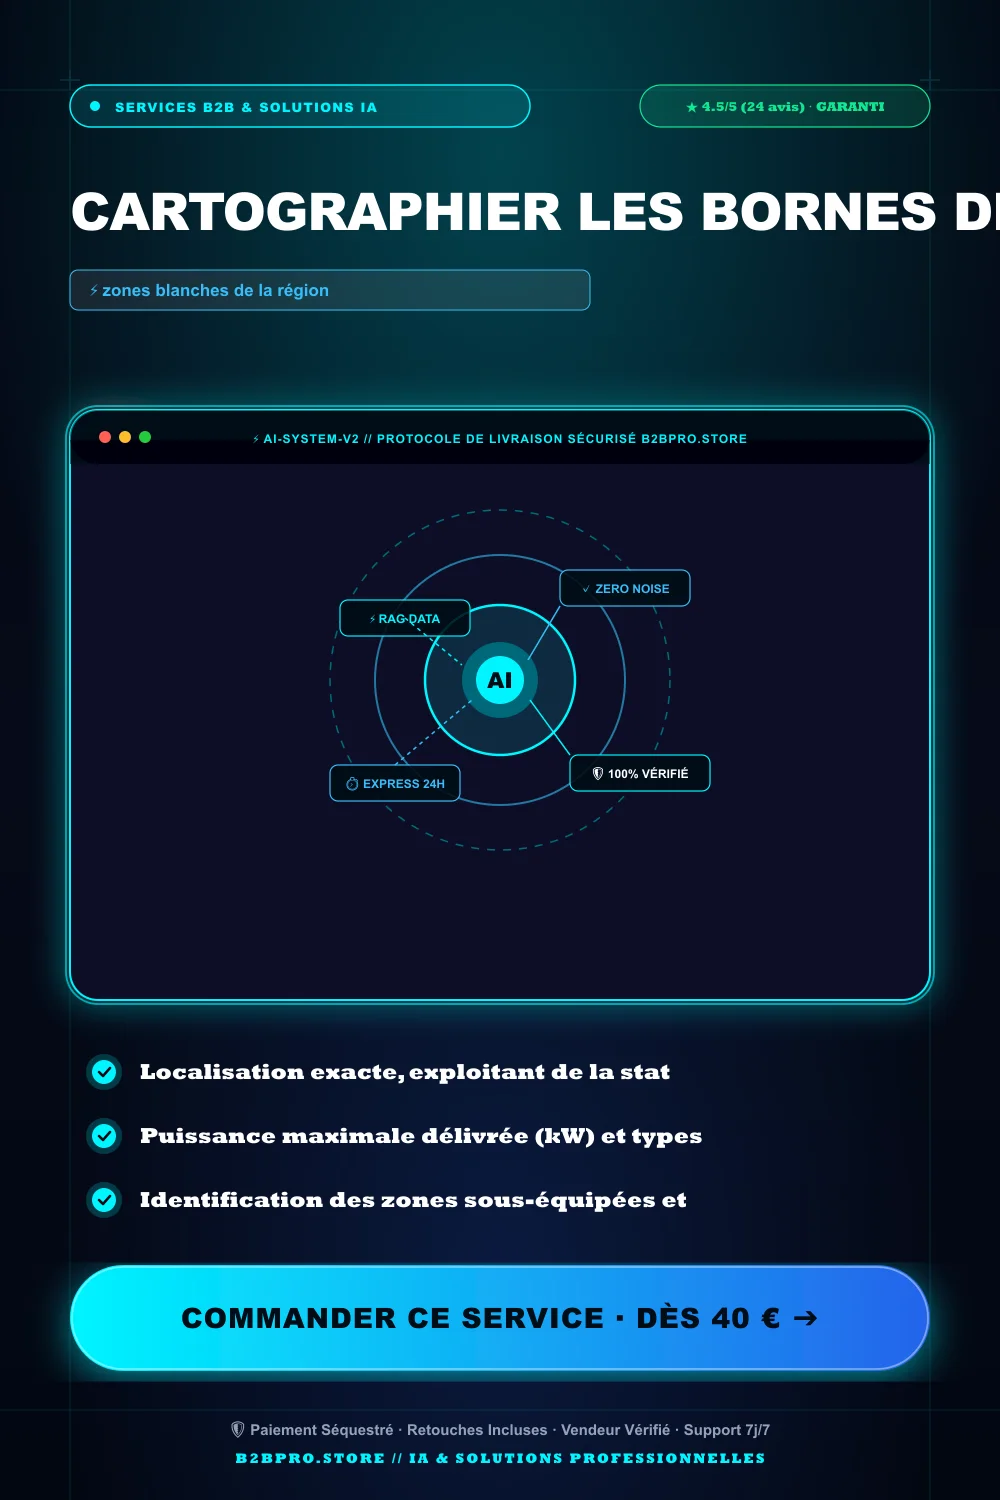 SERVICES B2B & SOLUTIONS IA
★ 4.5/5 (24 avis) · GARANTI
CARTOGRAPHIER LES BORNES
⚡ zones blanches de la région
⚡ AI-SYSTEM-V2 // PROTOCOLE DE LIVRAISON SÉCURISÉ B2BPRO.STORE
✓ ZERO NOISE
⚡ RAG-DATA
AI
⏱ EXPRESS 24H
🛡 100% VÉRIFIÉ
Localisation exacte, exploitant de la stat
Puissance maximale délivrée (kW) et types
Identification des zones sous-équipées et
COMMANDER CE SERVICE · DÈS 40 € ➔
🛡 Paiement Séquestré · Retouches Incluses · Vendeur Vérifié · Support 7j/7
B2BPRO.STORE // IA & SOLUTIONS PROFESSIONNELLES